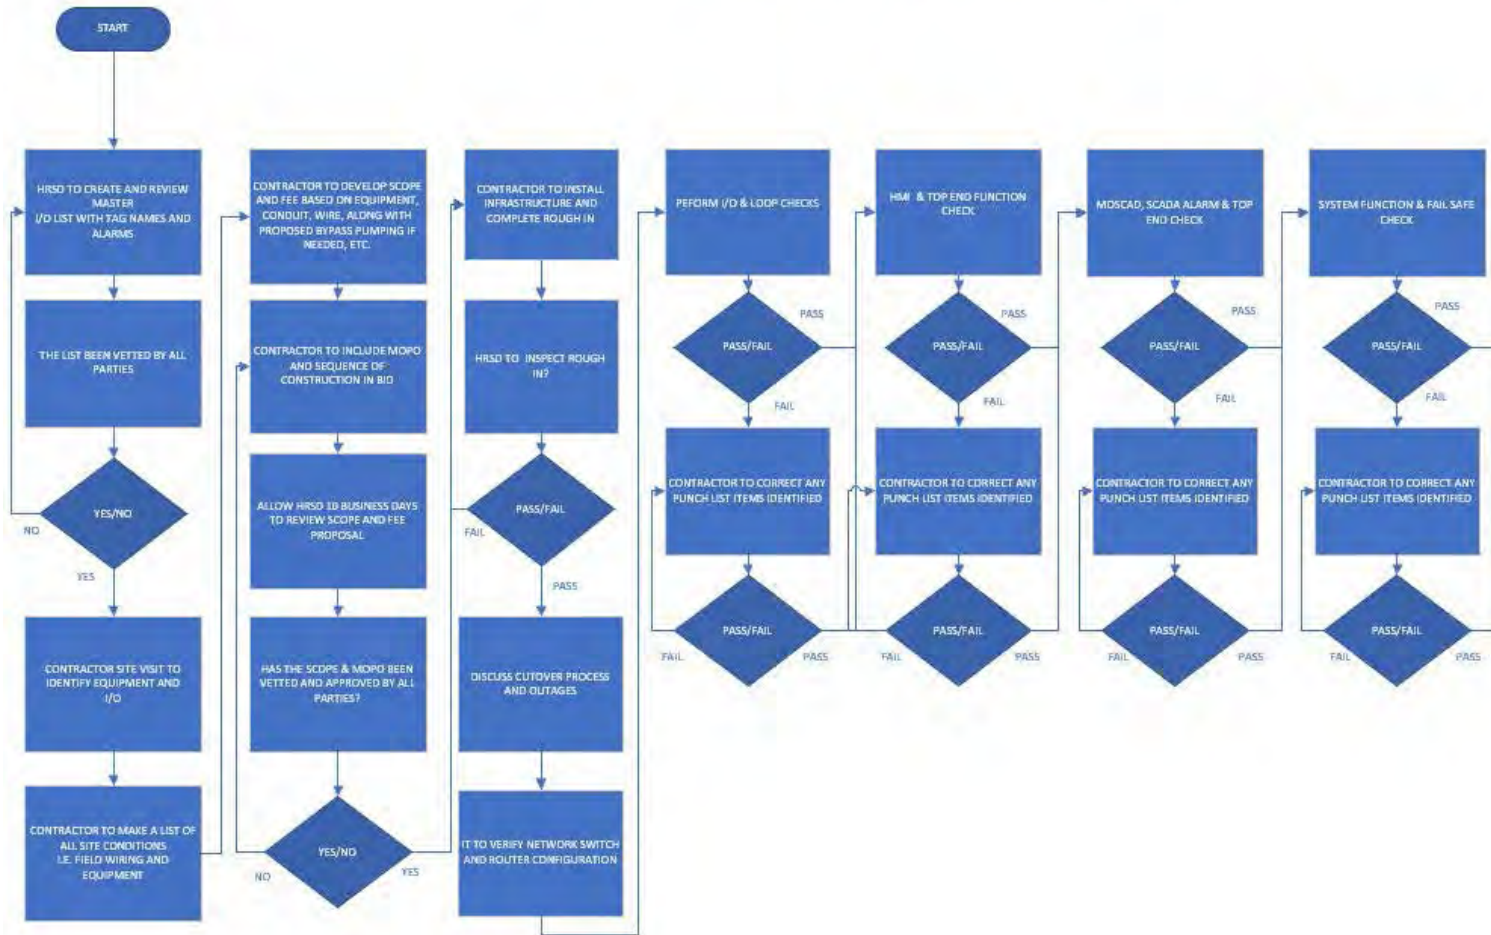 START
HRSD TO CREATE AND REVIEW
MASTER
I/O LIST WITH TAG NAMES AND
ALARMS
THE LIST BEEN VETTED BY ALL
PARTIES
YES/NO
NO
YES
CONTRACTOR SITE VISIT TO
IDENTIFY EQUIPMENT AND
I/O
CONTRACTOR TO MAKE A LIST OF
ALL SITE CONDITIONS
I.E. FIELD WIRING AND
EQUIPMENT
CONTRACTOR TO DEVELOP SCOPE
AND FEE BASED ON EQUIPMENT,
CONDUIT, WIRE, ALONG WITH
PROPOSED BYPASS PUMPING IF
NEEDED, ETC.
CONTRACTOR TO INCLUDE MOPO
AND SEQUENCE OF
CONSTRUCTION IN BID
ALLOW HRSD 10 BUSINESS DAYS
TO REVIEW SCOPE AND FEE
PROPOSAL
HAS THE SCOPE & MOPO BEEN
VETTED AND APPROVED BY ALL
PARTIES?
YES/NO
NO
YES
CONTRACTOR TO INSTALL
INFRASTRUCTURE AND
COMPLETE ROUGH IN
HRSD TO INSPECT ROUGH
IN?
PASS/FAIL
FAIL
PASS
DISCUSS CUTOVER PROCESS
AND OUTAGES
IT TO VERIFY NETWORK SWITCH
AND ROUTER CONFIGURATION
PEFORM I/O & LOOP CHECKS
PASS
PASS/FAIL
FAIL
CONTRACTOR TO CORRECT ANY
PUNCH LIST ITEMS IDENTIFIED
PASS/FAIL
FAIL
PASS
HMI & TOP END FUNCTION
CHECK
PASS
PASS/FAIL
FAIL
CONTRACTOR TO CORRECT ANY
PUNCH LIST ITEMS IDENTIFIED
PASS/FAIL
FAIL
PASS
MOSCAD, SCADA ALARM & TOP
END CHECK
PASS
PASS/FAIL
FAIL
CONTRACTOR TO CORRECT ANY
PUNCH LIST ITEMS IDENTIFIED
PASS/FAIL
FAIL
PASS
SYSTEM FUNCTION & FAIL SAFE
CHECK
PASS
PASS/FAIL
FAIL
CONTRACTOR TO CORRECT ANY
PUNCH LIST ITEMS IDENTIFIED
PASS/FAIL
FAIL
PASS